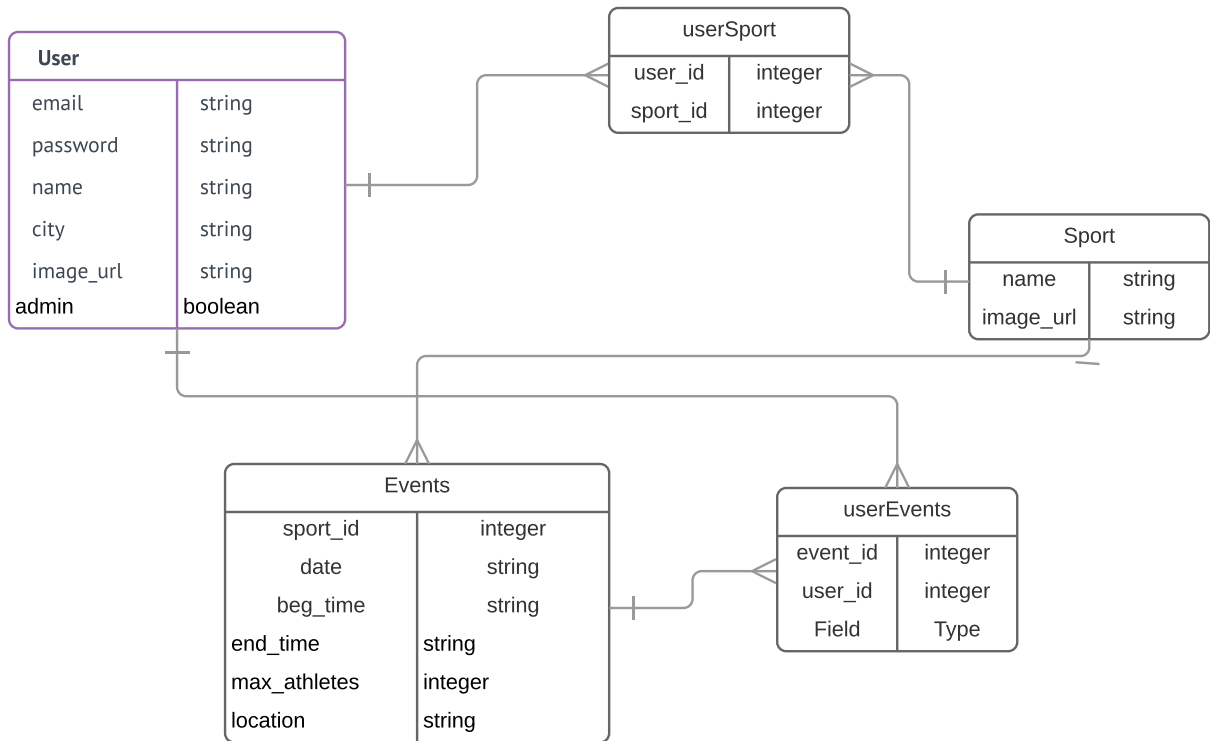 User
email string
password string
name string
city string
image_url string
admin boolean
userSport
user_id integer
sport_id integer
Sport
name string
image_url string
Events
sport_id integer
date string
beg_time string
end_time string
max_athletes integer
location string
userEvents
event_id integer
user_id integer
Field Type